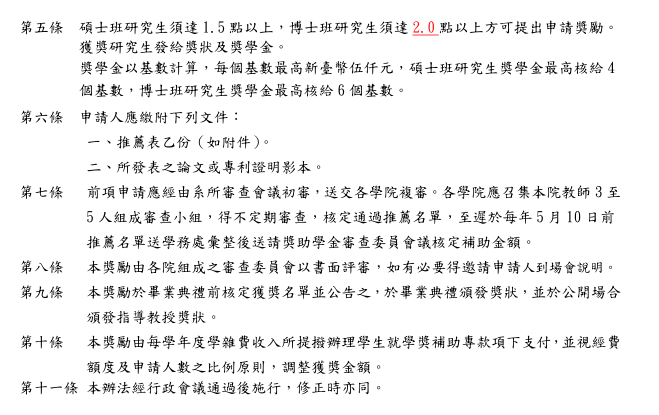 第五條 碩士班研究生須達 1.5 點以上，博士班研究生須達 2.0 點以上方可提出申請獎勵。
獲獎研究生發給獎狀及獎學金。
獎學金以基數計算，每個基數最高新臺幣伍仟元，碩士班研究生獎學金最高核給 4
個基數，博士班研究生獎學金最高核給 6 個基數。
第六條 申請人應繳附下列文件：
一、推薦表乙份（如附件）。
二、所發表之論文或專利證明影本。
第七條 前項申請應經由系所審查會議初審，送交各學院複審。各學院應召集本院教師 3 至
5 人組成審查小組，得不定期審查，核定通過推薦名單，至遲於每年 5 月 10 日前
推薦名單送學務處彙整後送請獎助學金審查委員會議核定補助金額。
第八條 本獎勵由各院組成之審查委員會以書面評審，如有必要得邀請申請人到場會說明。
第九條 本獎勵於畢業典禮前核定獲獎名單並公告之，於畢業典禮頒發獎狀，並於公開場合
頒發指導教授獎狀。
第十條 本獎勵由每學年度學雜費收入所提撥辦理學生就學獎補助專款項下支付，並視經費
額度及申請人數之比例原則，調整獲獎金額。
第十一條 本辦法經行政會議通過後施行，修正時亦同。